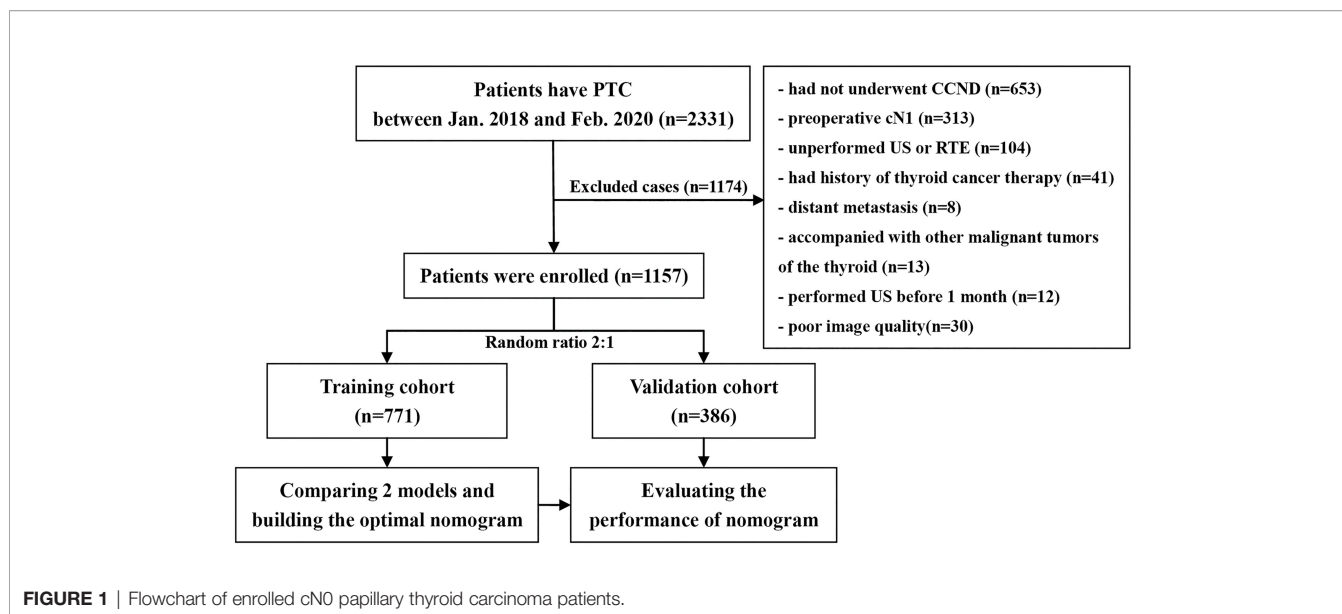 Patients have PTC
between Jan. 2018 and Feb. 2020 (n=2331)
- had not underwent CCND (n=653)
- preoperative cN1 (n=313)
- unperformed US or RTE (n=104)
- had history of thyroid cancer therapy (n=41)
- distant metastasis (n=8)
- accompanied with other malignant tumors
of the thyroid (n=13)
- performed US before 1 month (n=12)
- poor image quality(n=30)
Excluded cases (n=1174)
Patients were enrolled (n=1157)
Random ratio 2:1
Training cohort
(n=771)
Validation cohort
(n=386)
Comparing 2 models and
building the optimal nomogram
Evaluating the
performance of nomogram
FIGURE 1 | Flowchart of enrolled cN0 papillary thyroid carcinoma patients.